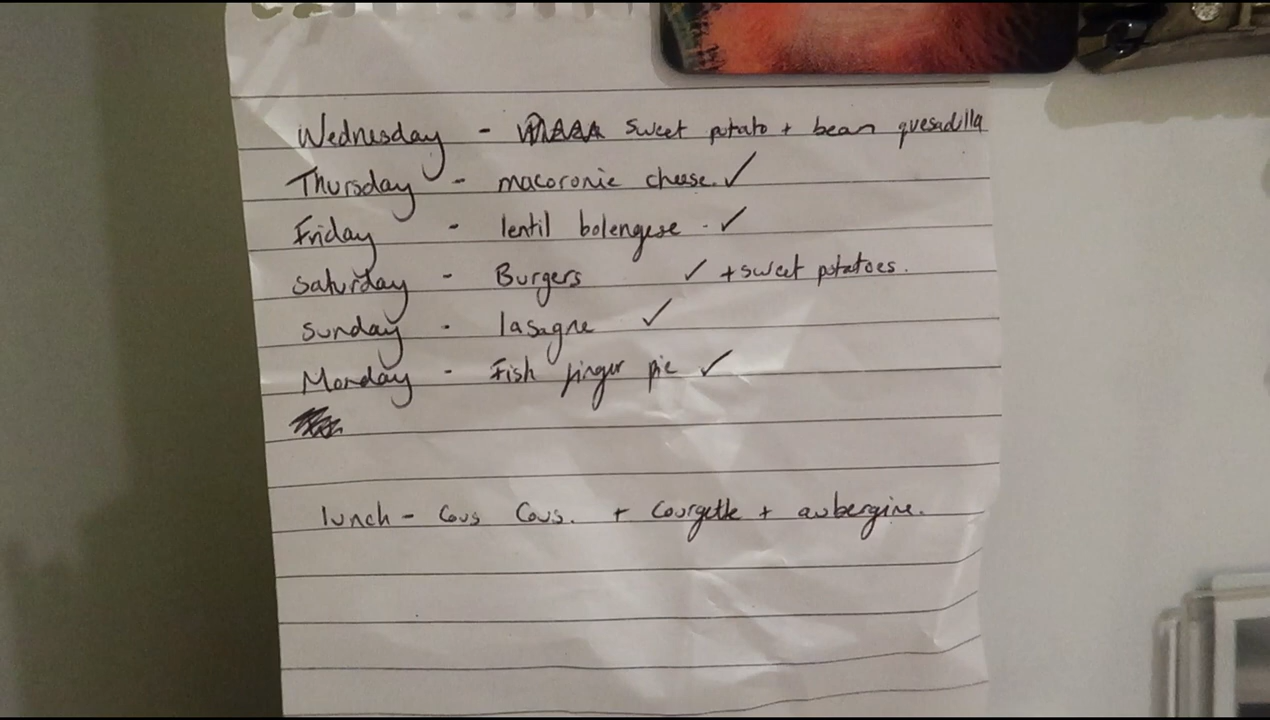 Wednesday - sweet potato + bean quesadilla
Thursday - macoronie cheese. ✓
Friday - lentil bolengese - ✓
Saturday - Burgers ✓ + sweet potatoes.
Sunday - lasagne ✓
Monday - Fish finger pie ✓
lunch - Cous Cous. + Courgette + aubergine.